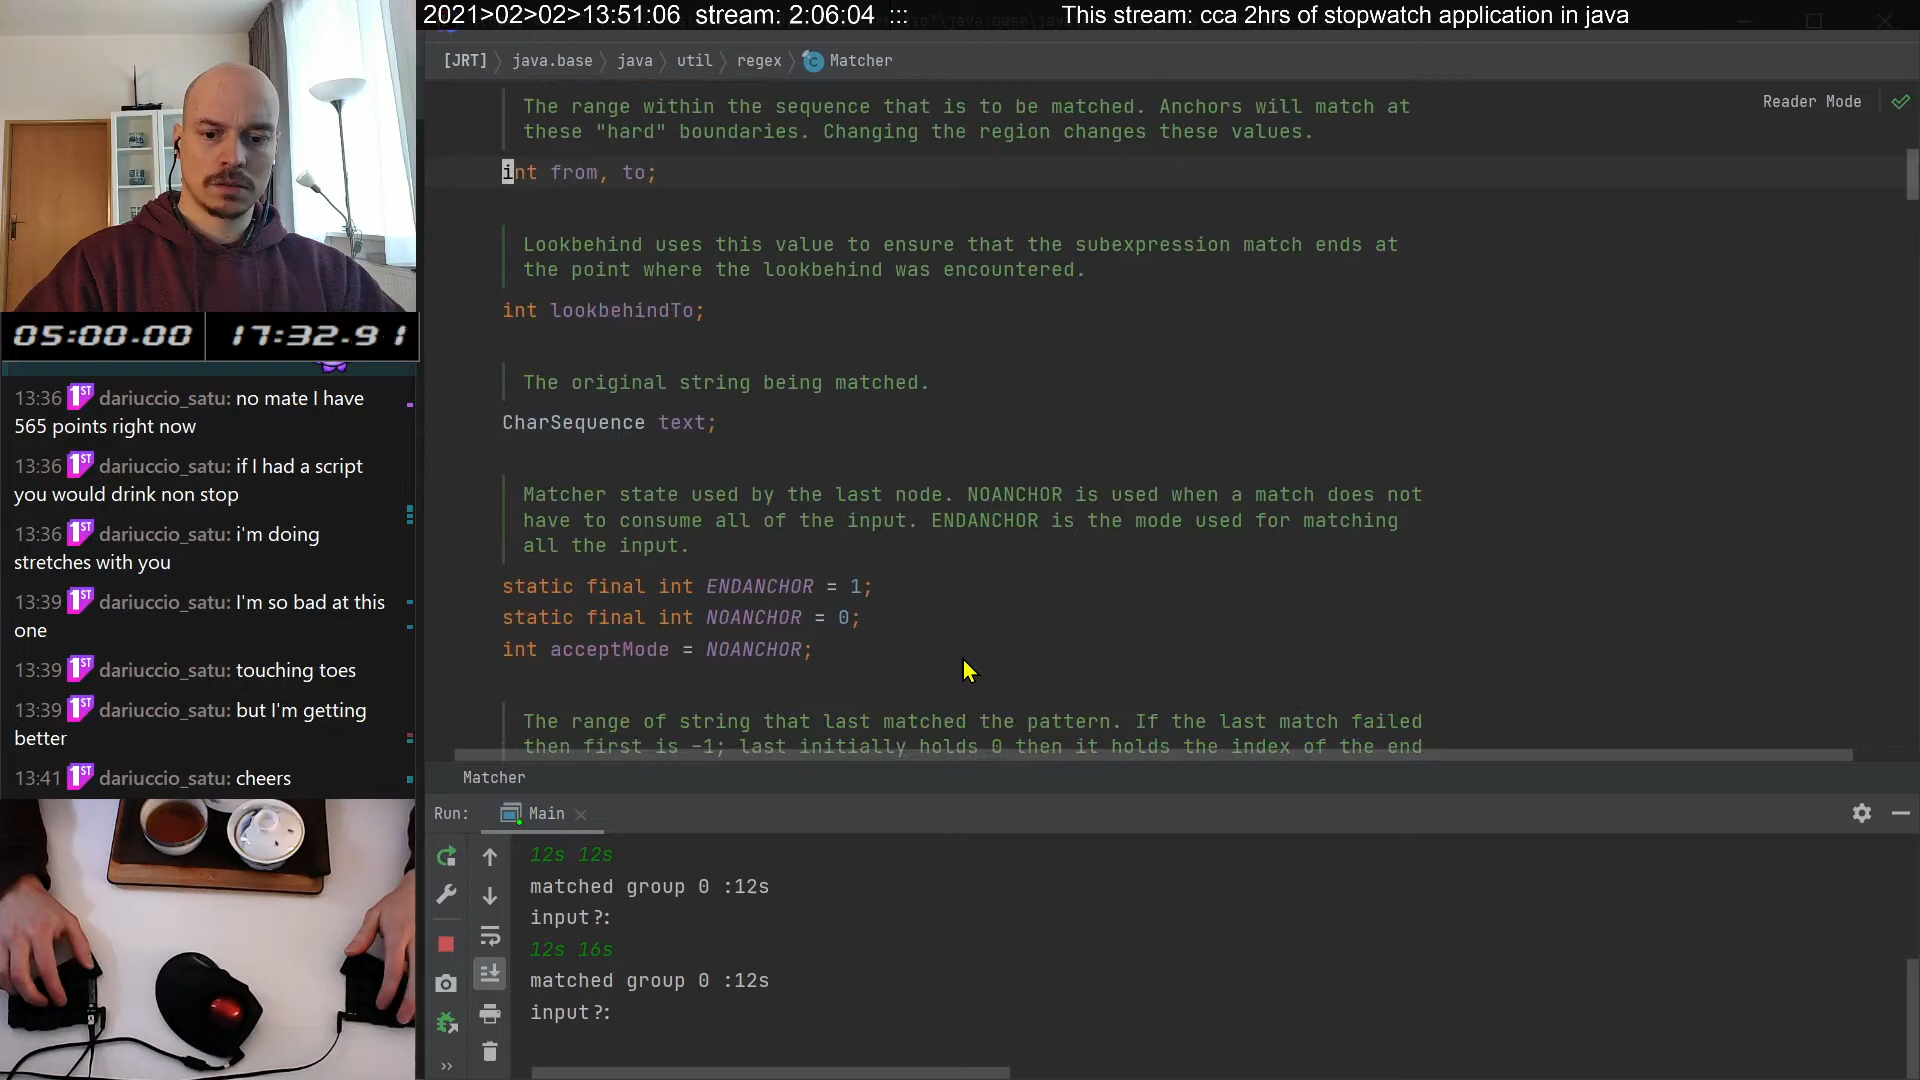 2021>02>02>13:51:06 stream: 2:06:04 :::
This stream: cca 2hrs of stopwatch application in java
[JRT] java.base java util regex Matcher
Reader Mode
The range within the sequence that is to be matched. Anchors will match at
these "hard" boundaries. Changing the region changes these values.
int from, to;
Lookbehind uses this value to ensure that the subexpression match ends at
the point where the lookbehind was encountered.
int lookbehindTo;
The original string being matched.
CharSequence text;
Matcher state used by the last node. NOANCHOR is used when a match does not
have to consume all of the input. ENDANCHOR is the mode used for matching
all the input.
static final int ENDANCHOR = 1;
static final int NOANCHOR = 0;
int acceptMode = NOANCHOR;
The range of string that last matched the pattern. If the last match failed
then first is -1; last initially holds 0 then it holds the index of the end
Matcher
05:00.00 17:32.91
13:36 1ST dariuccio_satu: no mate I have
565 points right now
13:36 1ST dariuccio_satu: if I had a script
you would drink non stop
13:36 1ST dariuccio_satu: i'm doing
stretches with you
13:39 1ST dariuccio_satu: I'm so bad at this
one
13:39 1ST dariuccio_satu: touching toes
13:39 1ST dariuccio_satu: but I'm getting
better
13:41 1ST dariuccio_satu: cheers
Run: Main
12s 12s
matched group 0 :12s
input?:
12s 16s
matched group 0 :12s
input?: